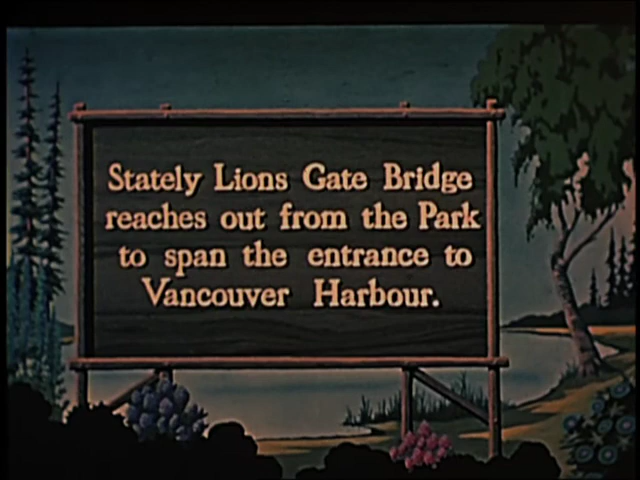 Stately Lions Gate Bridge
reaches out from the Park
to span the entrance to
Vancouver Harbour.